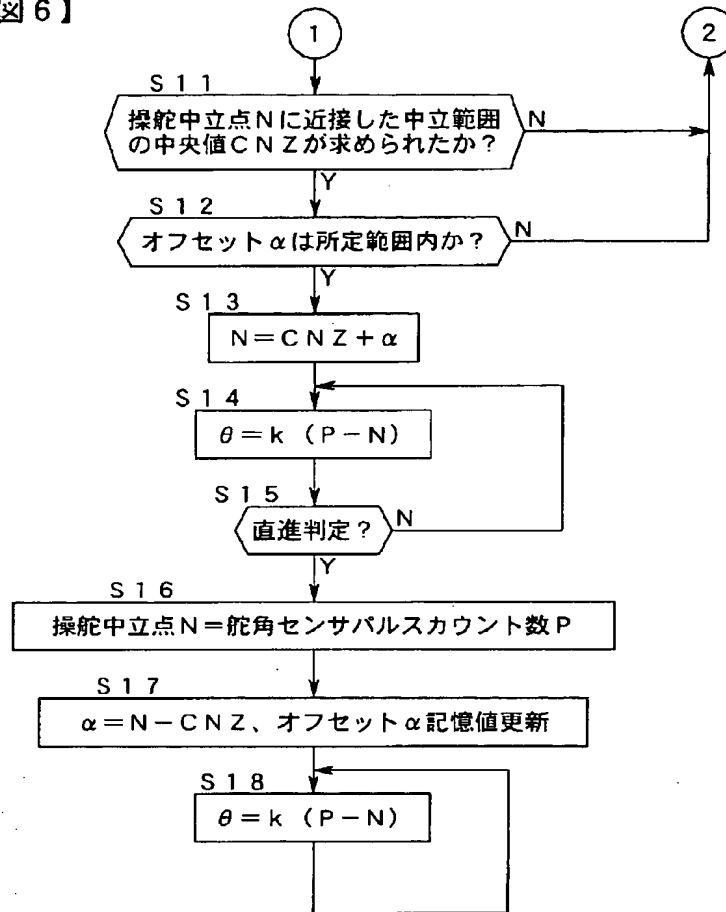 図6】
1
2
S11
操舵中立点Nに近接した中立範囲
の中央値CNZが求められたか?
N
Y
S12
オフセットαは所定範囲内か?
N
Y
S13
N=CNZ+α
S14
θ=k (P-N)
S15
直進判定?
N
Y
S16
操舵中立点N=舵角センサパルスカウント数P
S17
α=N-CNZ、オフセットα記憶値更新
S18
θ=k (P-N)